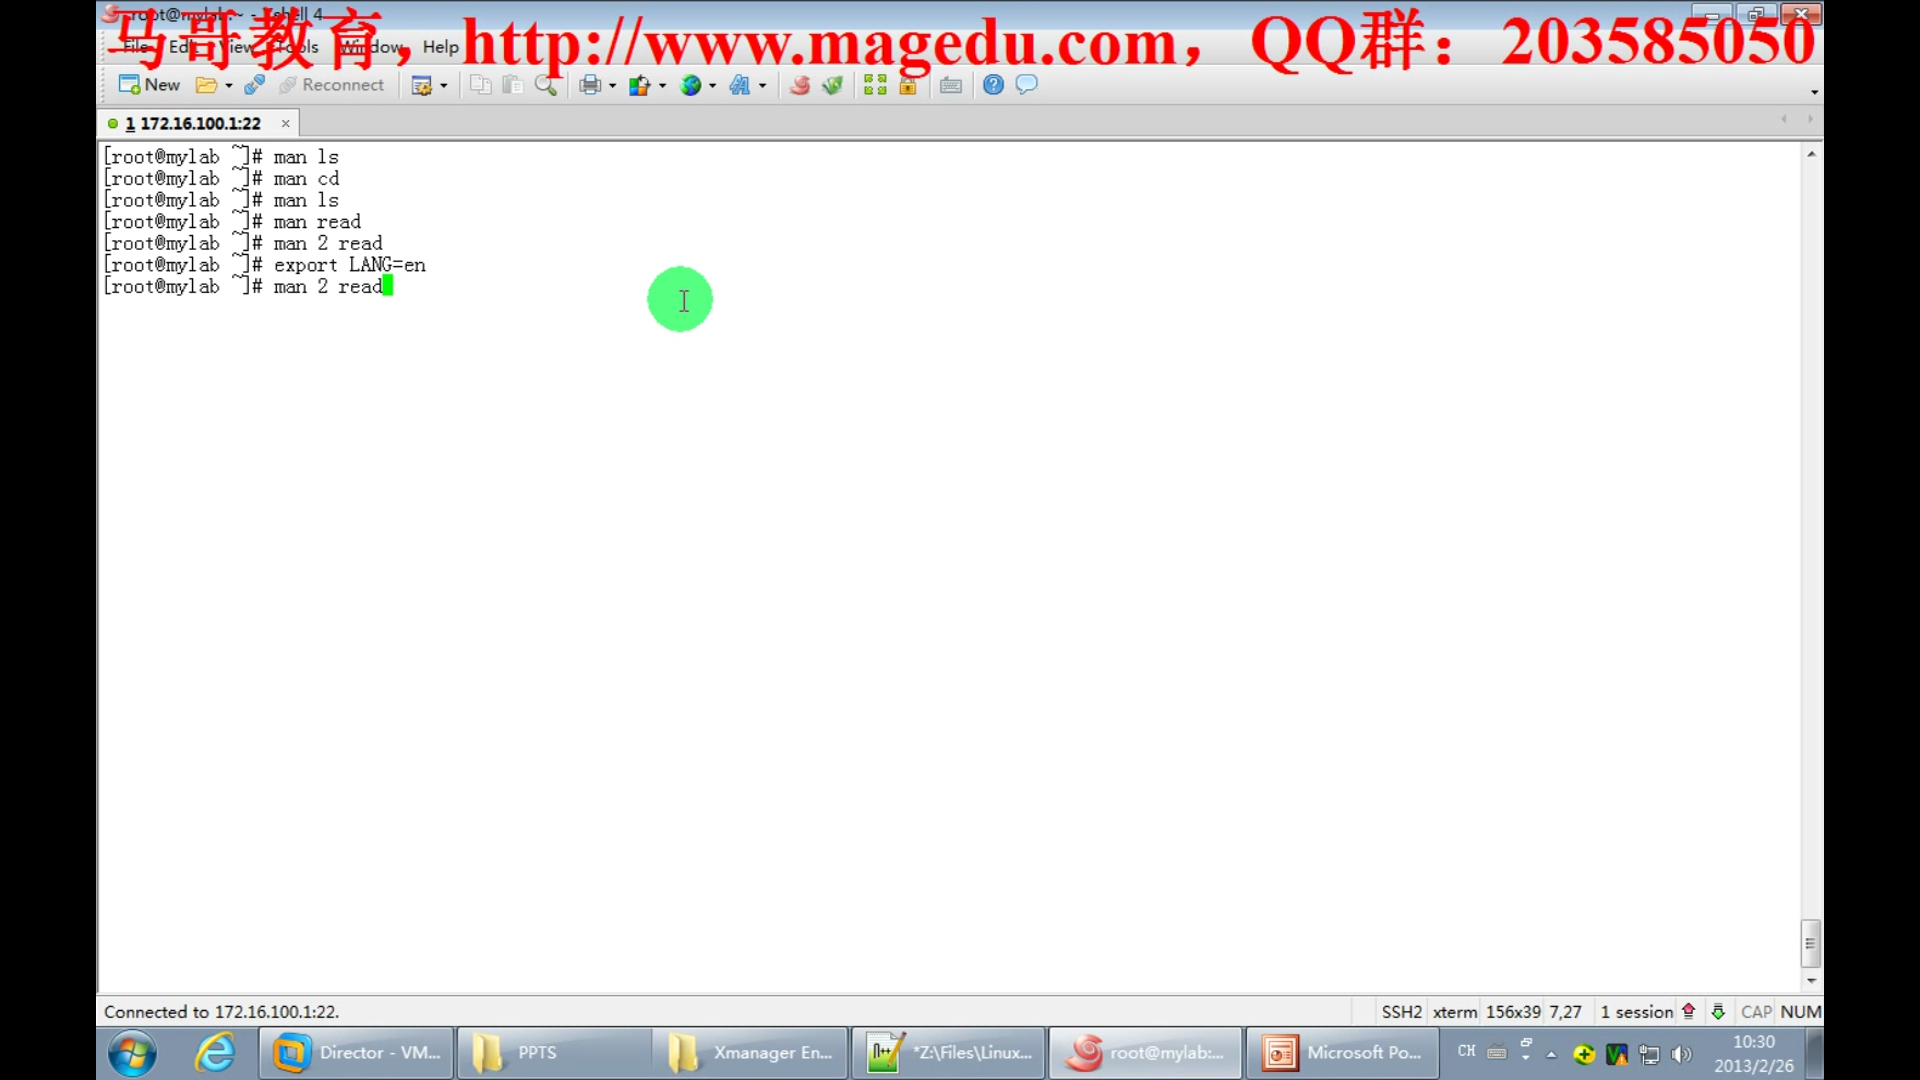 root@mylab:~ - Xshell 4
马哥教育，http://www.magedu.com，QQ群：203585050
File Edit View Tools Window Help
New Reconnect
1 172.16.100.1:22
[root@mylab ~]# man ls
[root@mylab ~]# man cd
[root@mylab ~]# man ls
[root@mylab ~]# man read
[root@mylab ~]# man 2 read
[root@mylab ~]# export LANG=en
[root@mylab ~]# man 2 read
Connected to 172.16.100.1:22. SSH2 xterm 156x39 7,27 1 session CAP NUM
Director - VM... PPTS Xmanager En... *Z:\Files\Linux... root@mylab:... Microsoft Po... CH 10:30
2013/2/26